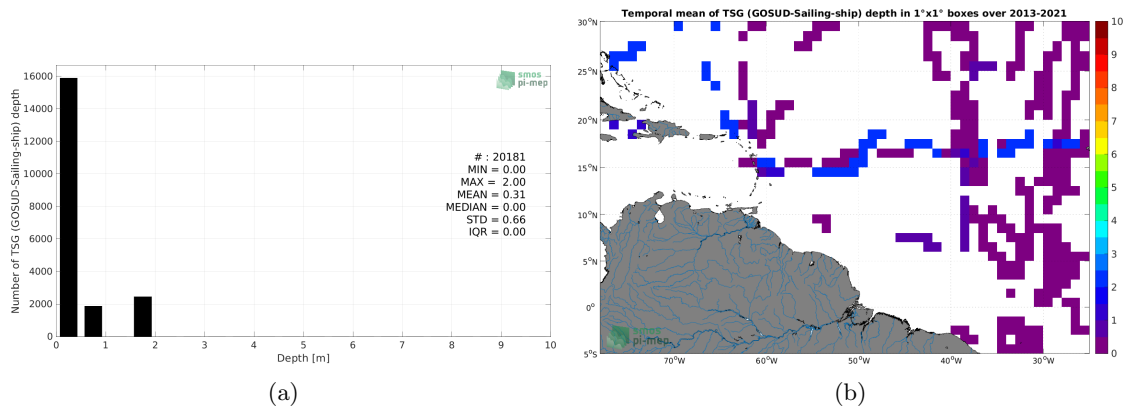 16000
14000
12000
10000
8000
6000
4000
2000
0
Number of TSG (GOSUD-Sailing-ship) depth
0 1 2 3 4 5 6 7 8 9 10
Depth [m]
smos
pi-mep
# : 20181
MIN = 0.00
MAX = 2.00
MEAN = 0.31
MEDIAN = 0.00
STD = 0.66
IQR = 0.00
(a)
Temporal mean of TSG (GOSUD-Sailing-ship) depth in 1°x1° boxes over 2013-2021
30°N
25°N
20°N
15°N
10°N
5°N
0°
5°S
70°W 60°W 50°W 40°W 30°W
smos
pi-mep
10
9
8
7
6
5
4
3
2
1
0
(b)